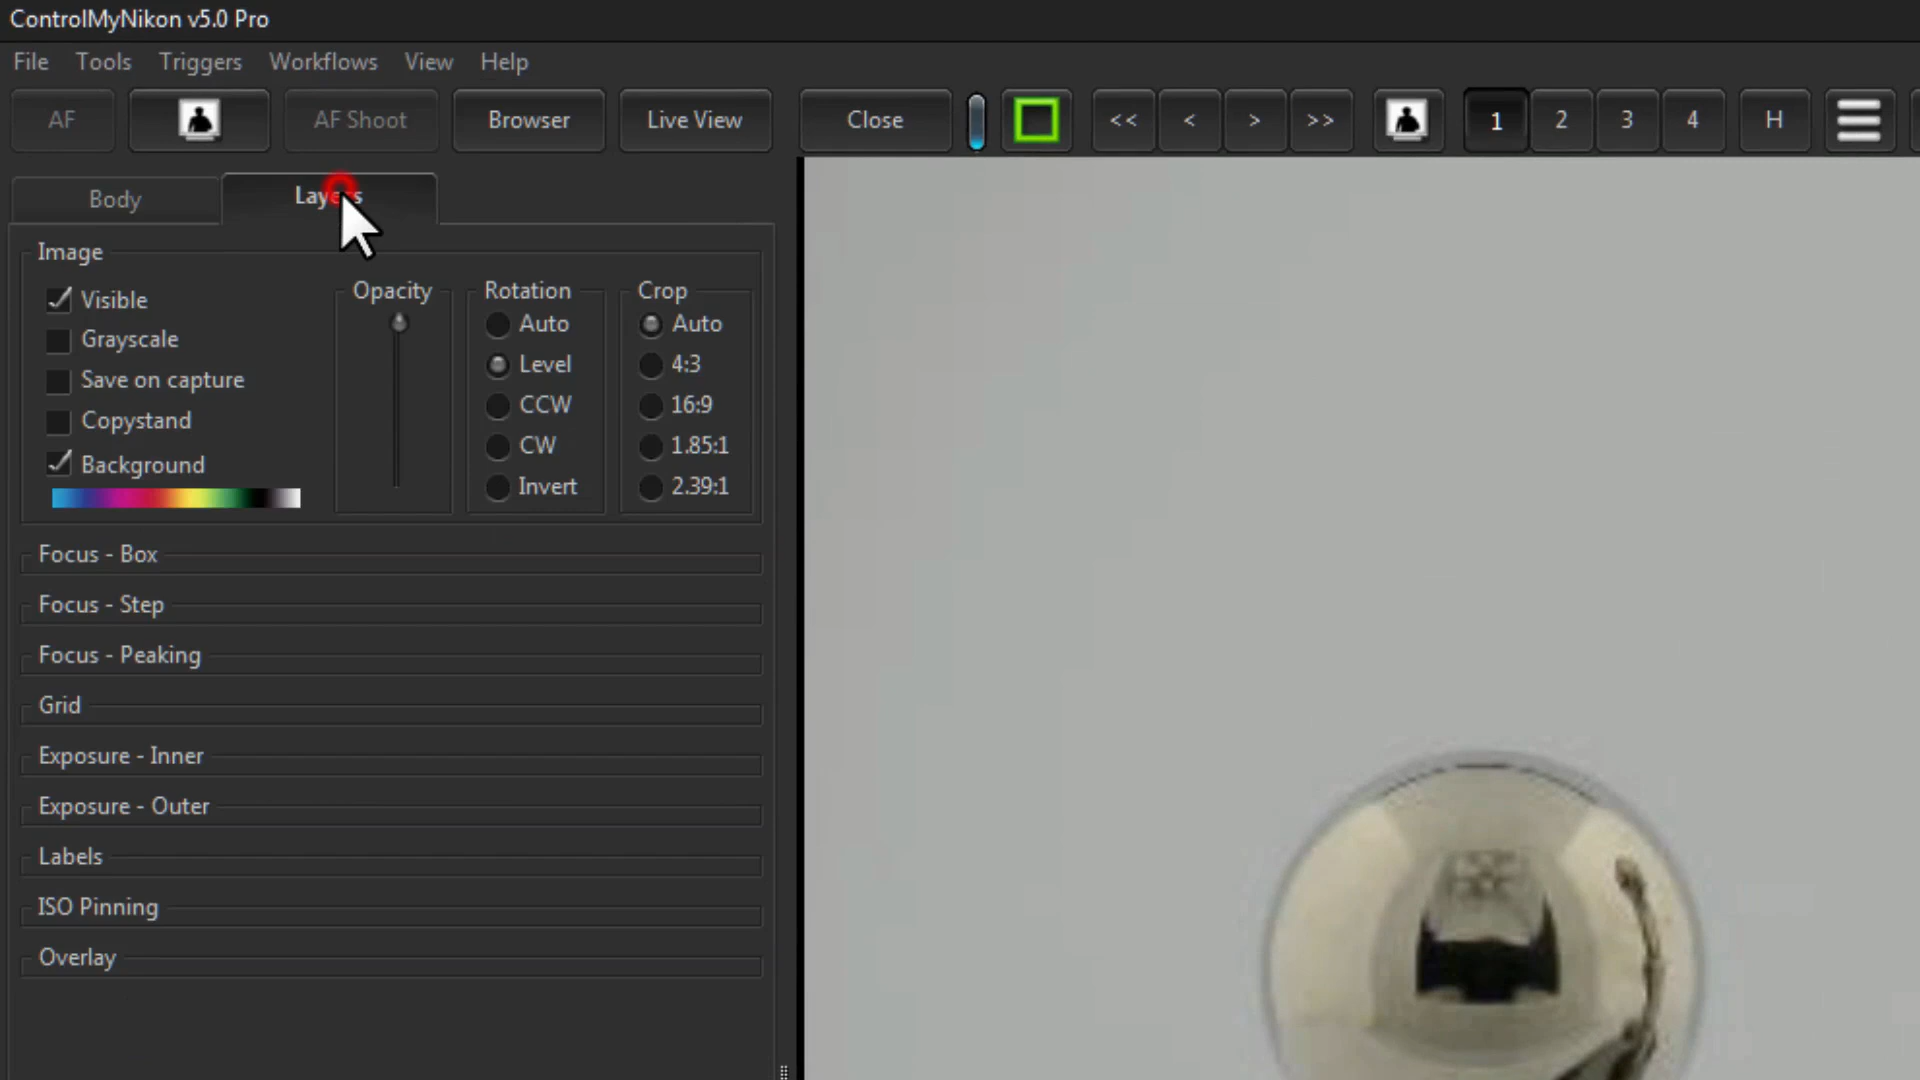 ControlMyNikon v5.0 Pro
File Tools Triggers Workflows View Help
AF AF Shoot Browser Live View Close << < > >> 1 2 3 4 H
Body Layers
Image
Visible
Grayscale
Save on capture
Copystand
Background
Opacity
Rotation
Auto
Level
CCW
CW
Invert
Crop
Auto
4:3
16:9
1.85:1
2.39:1
Focus - Box
Focus - Step
Focus - Peaking
Grid
Exposure - Inner
Exposure - Outer
Labels
ISO Pinning
Overlay